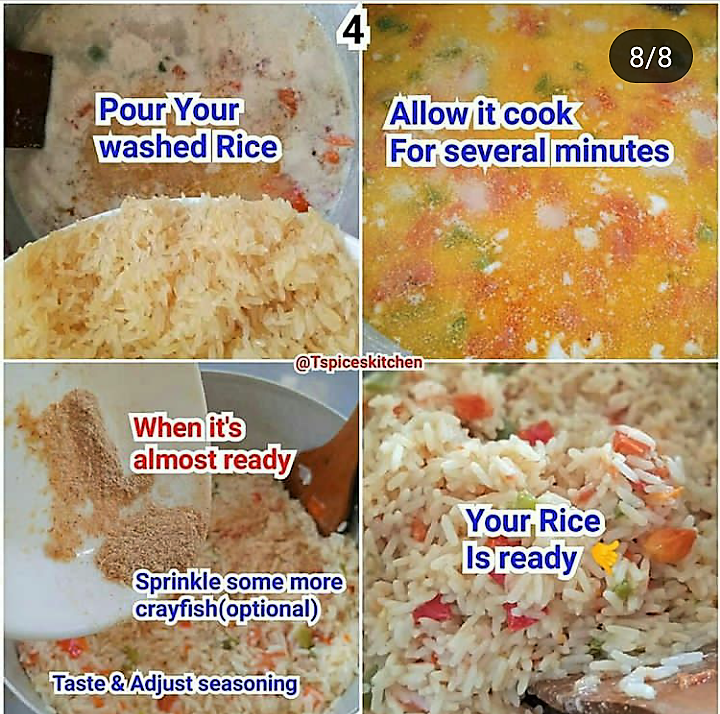 4
8/8
Pour Your
washed Rice
Allow it cook
For several minutes
@Tspiceskitchen
When it's
almost ready
Sprinkle some more
crayfish(optional)
Taste & Adjust seasoning
Your Rice
Is ready